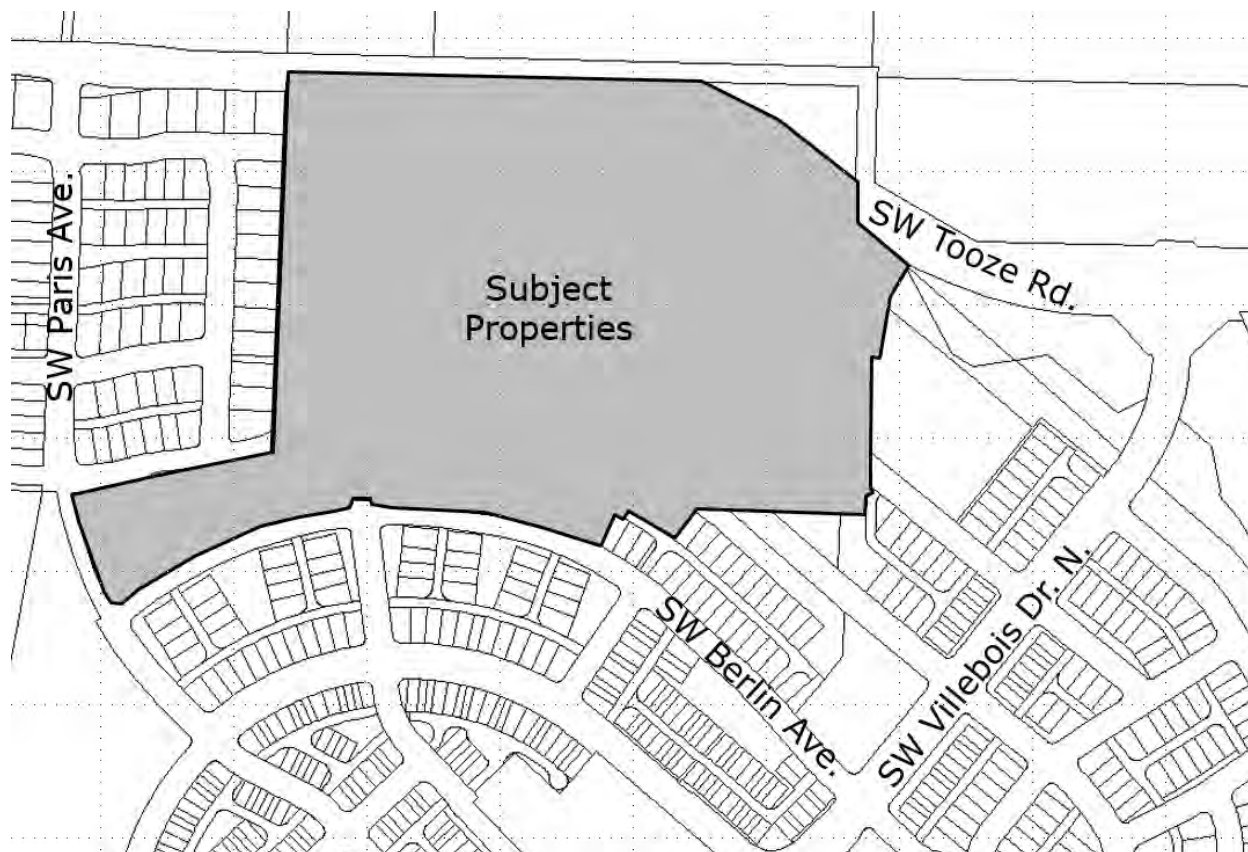 SW Paris Ave.
Subject
Properties
SW Tooze Rd.
SW Berlin Ave.
SW Villebois Dr. N.